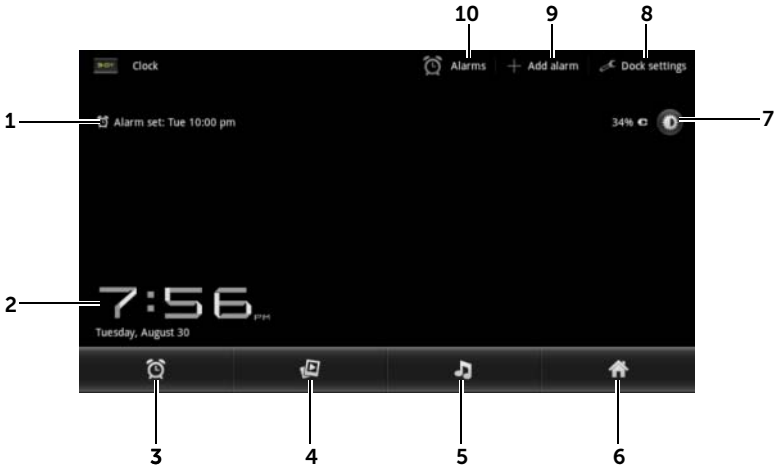 10 9 8
Clock Alarms Add alarm Dock settings
1 Alarm set: Tue 10:00 pm 34% 7
2 7:56 PM
Tuesday, August 30
3 4 5 6